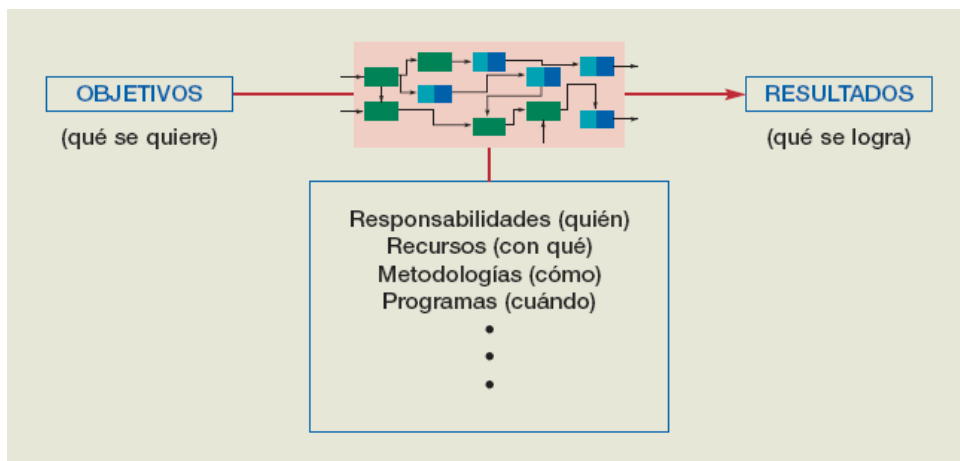 OBJETIVOS
(qué se quiere)
RESULTADOS
(qué se logra)
Responsabilidades (quién)
Recursos (con qué)
Metodologías (cómo)
Programas (cuándo)